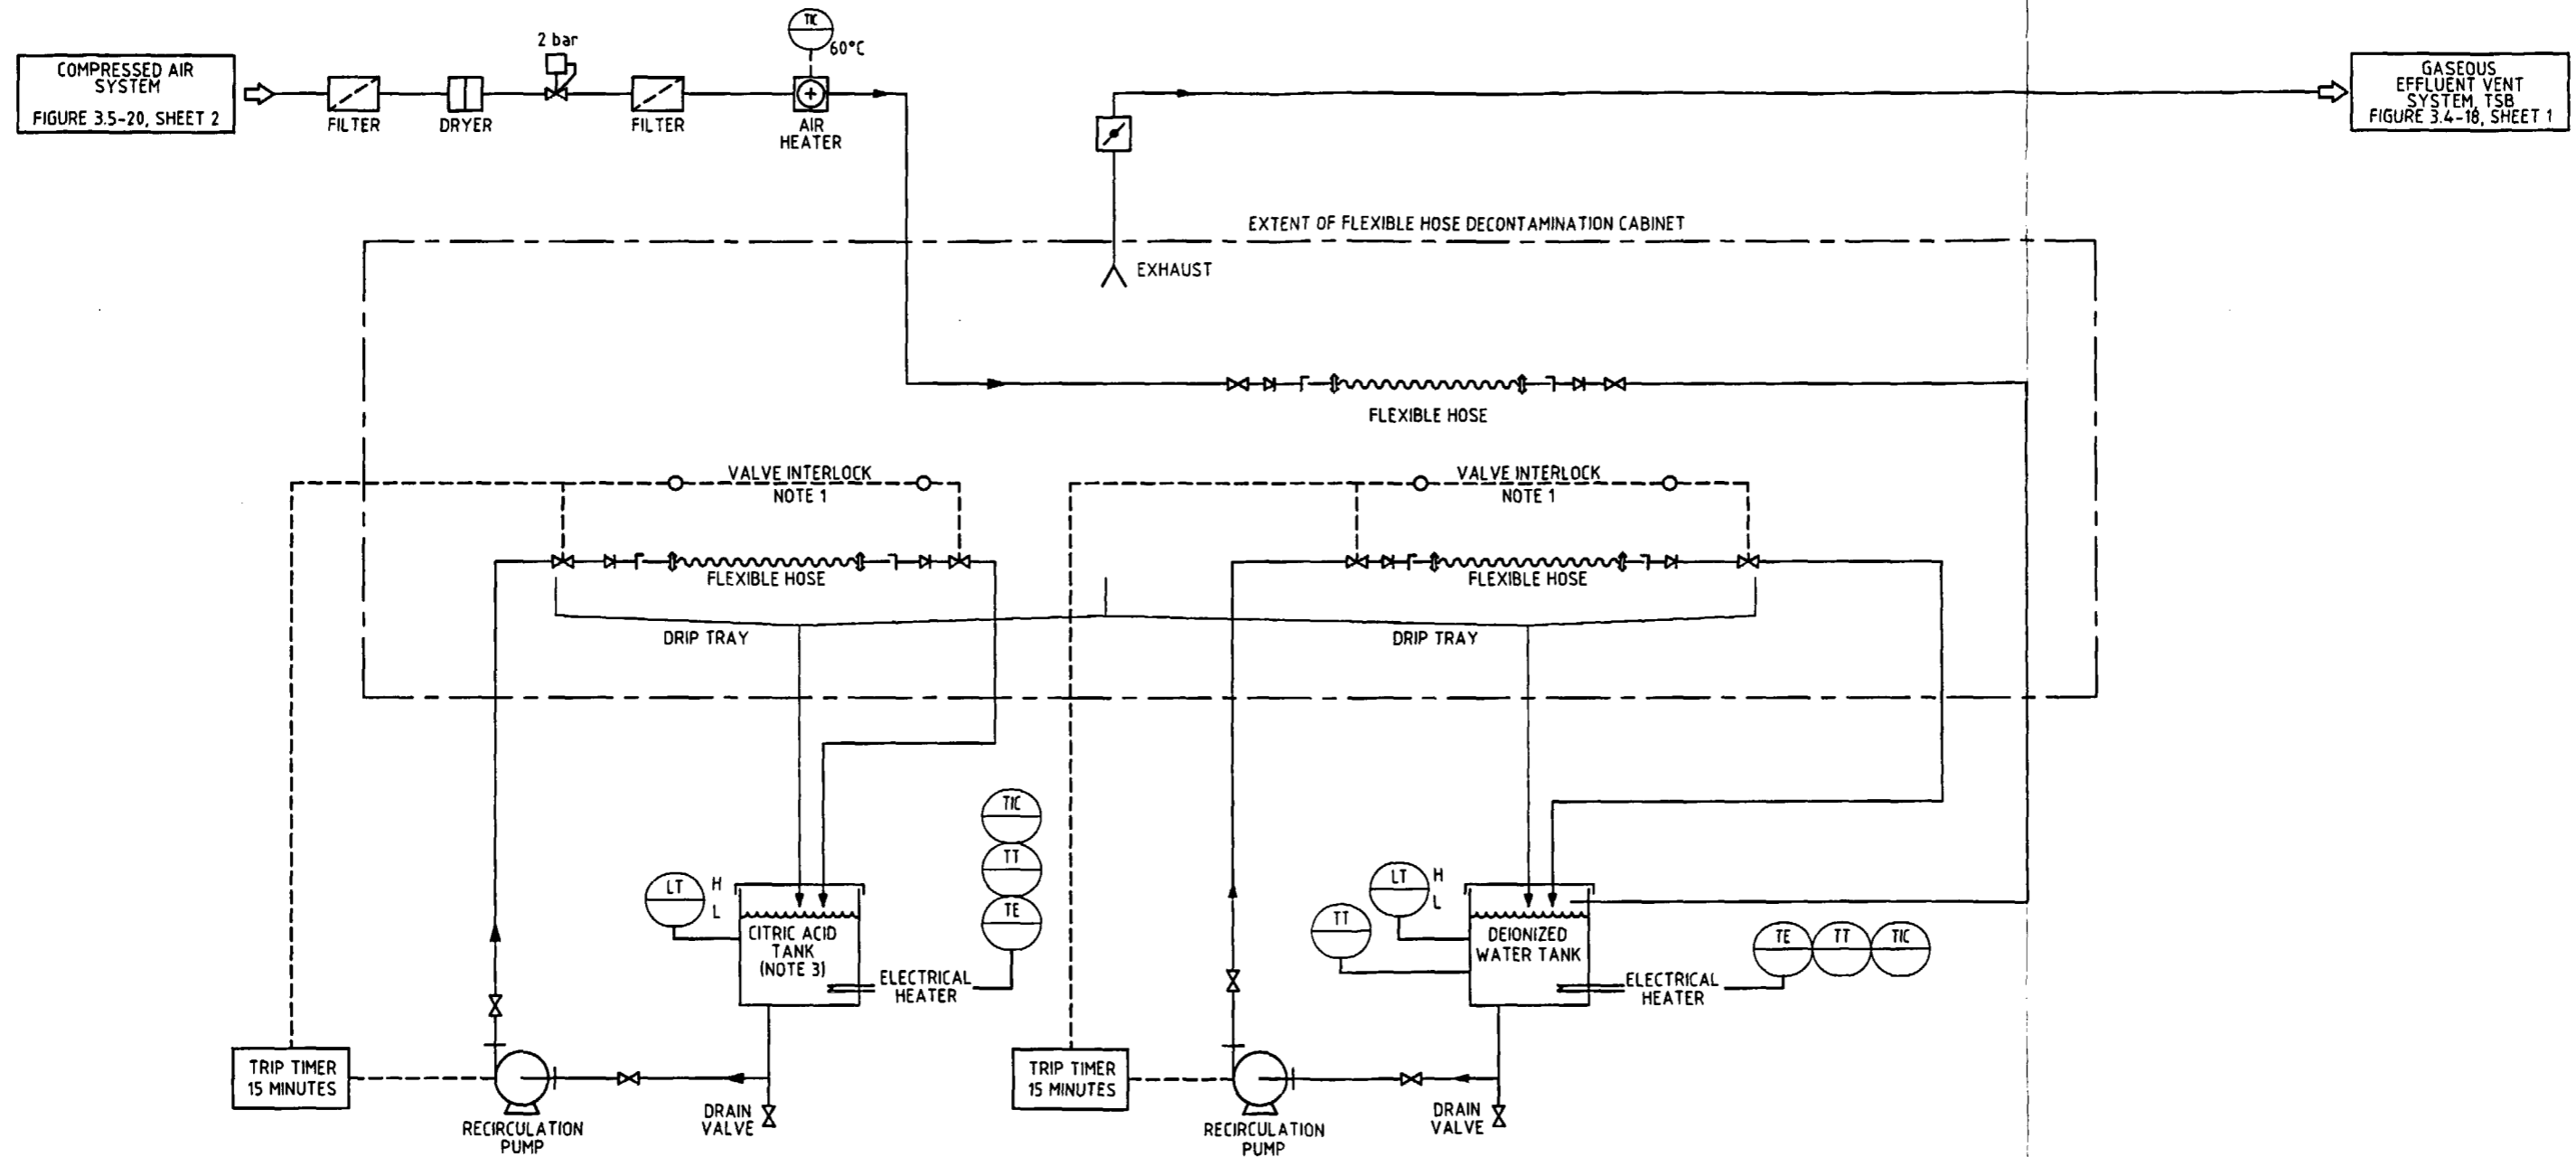 TIC
60°C
2 bar
COMPRESSED AIR
SYSTEM
FIGURE 3.5-20, SHEET 2
FILTER
DRYER
FILTER
AIR
HEATER
GASEOUS
EFFLUENT VENT
SYSTEM, TSB
FIGURE 3.4-18, SHEET 1
EXTENT OF FLEXIBLE HOSE DECONTAMINATION CABINET
EXHAUST
FLEXIBLE HOSE
VALVE INTERLOCK
NOTE 1
VALVE INTERLOCK
NOTE 1
FLEXIBLE HOSE
FLEXIBLE HOSE
DRIP TRAY
DRIP TRAY
TIC
TT
TE
LT
H
L
CITRIC ACID
TANK
(NOTE 3)
ELECTRICAL
HEATER
LT
H
L
TT
DEIONIZED
WATER TANK
TE
TT
TIC
ELECTRICAL
HEATER
TRIP TIMER
15 MINUTES
RECIRCULATION
PUMP
DRAIN
VALVE
TRIP TIMER
15 MINUTES
RECIRCULATION
PUMP
DRAIN
VALVE